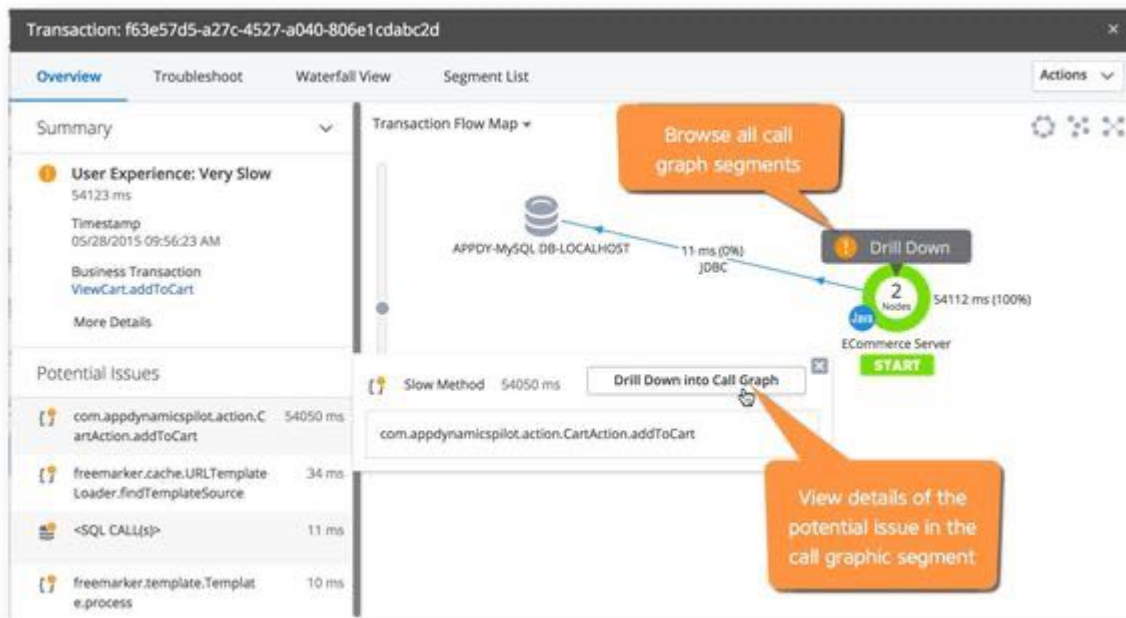 Transaction: f63e57d5-a27c-4527-a040-806e1cdabc2d
Overview
Troubleshoot
Waterfall View
Segment List
Actions
Summary
User Experience: Very Slow
54123 ms
Timestamp
05/28/2015 09:56:23 AM
Business Transaction
ViewCart.addToCart
More Details
Potential Issues
com.appdynamicspilot.action.C
artAction.addToCart
54050 ms
freemarker.cache.URLTemplate
Loader.findTemplateSource
34 ms
<SQL CALL(s)>
11 ms
freemarker.template.Templat
e.process
10 ms
Transaction Flow Map
Browse all call
graph segments
APPDY-MySQL DB-LOCALHOST
11 ms (0%)
JDBC
Drill Down
2
Nodes
54112 ms (100%)
Java
ECommerce Server
START
Slow Method 54050 ms
Drill Down into Call Graph
com.appdynamicspilot.action.CartAction.addToCart
View details of the
potential issue in the
call graphic segment